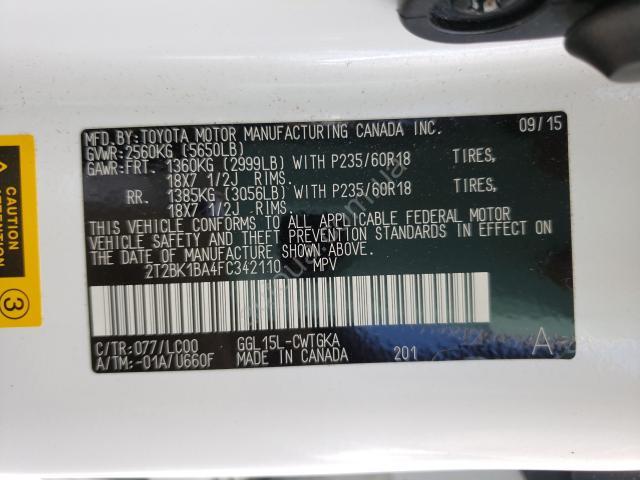 MFD.BY:TOYOTA MOTOR MANUFACTURING CANADA INC. 09/15
GVWR:2560KG (5650LB)
GAWR:FRT. 1360KG (2999LB) WITH P235/60R18 TIRES,
18X7 1/2J RIMS.
RR. 1385KG (3056LB) WITH P235/60R18 TIRES,
18X7 1/2J RIMS.
THIS VEHICLE CONFORMS TO ALL APPLICABLE FEDERAL MOTOR
VEHICLE SAFETY AND THEFT PREVENTION STANDARDS IN EFFECT ON
THE DATE OF MANUFACTURE SHOWN ABOVE.
2T2BK1BA4FC342110 MPV
C/TR:077/LC00 GGL15L-CWTGKA
A/TM:-01A/U660F MADE IN CANADA 201 A
CAUTION
3